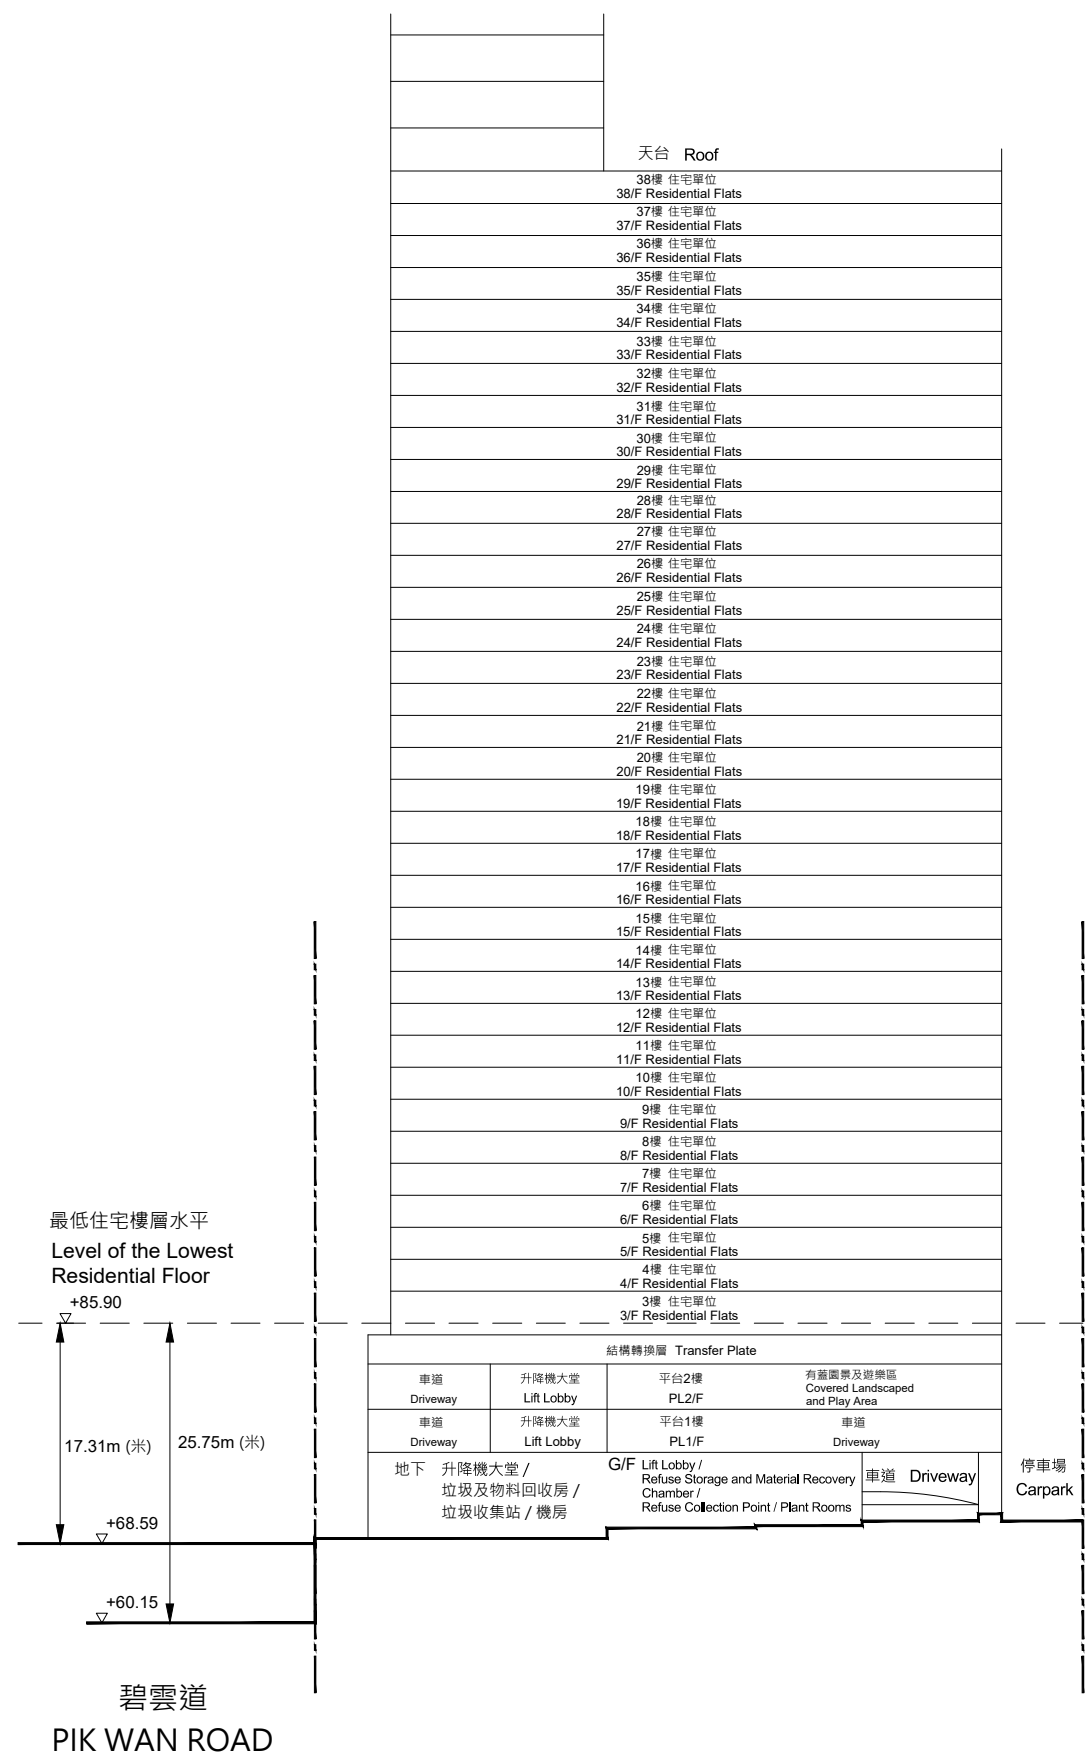 天台 Roof
38樓 住宅單位
38/F Residential Flats
37樓 住宅單位
37/F Residential Flats
36樓 住宅單位
36/F Residential Flats
35樓 住宅單位
35/F Residential Flats
34樓 住宅單位
34/F Residential Flats
33樓 住宅單位
33/F Residential Flats
32樓 住宅單位
32/F Residential Flats
31樓 住宅單位
31/F Residential Flats
30樓 住宅單位
30/F Residential Flats
29樓 住宅單位
29/F Residential Flats
28樓 住宅單位
28/F Residential Flats
27樓 住宅單位
27/F Residential Flats
26樓 住宅單位
26/F Residential Flats
25樓 住宅單位
25/F Residential Flats
24樓 住宅單位
24/F Residential Flats
23樓 住宅單位
23/F Residential Flats
22樓 住宅單位
22/F Residential Flats
21樓 住宅單位
21/F Residential Flats
20樓 住宅單位
20/F Residential Flats
19樓 住宅單位
19/F Residential Flats
18樓 住宅單位
18/F Residential Flats
17樓 住宅單位
17/F Residential Flats
16樓 住宅單位
16/F Residential Flats
15樓 住宅單位
15/F Residential Flats
14樓 住宅單位
14/F Residential Flats
13樓 住宅單位
13/F Residential Flats
12樓 住宅單位
12/F Residential Flats
11樓 住宅單位
11/F Residential Flats
10樓 住宅單位
10/F Residential Flats
9樓 住宅單位
9/F Residential Flats
8樓 住宅單位
8/F Residential Flats
7樓 住宅單位
7/F Residential Flats
6樓 住宅單位
6/F Residential Flats
5樓 住宅單位
5/F Residential Flats
4樓 住宅單位
4/F Residential Flats
3樓 住宅單位
3/F Residential Flats
最低住宅樓層水平
Level of the Lowest
Residential Floor
+85.90
結構轉換層 Transfer Plate
車道
Driveway
升降機大堂
Lift Lobby
平台2樓
PL2/F
有蓋園景及遊樂區
Covered Landscaped
and Play Area
車道
Driveway
升降機大堂
Lift Lobby
平台1樓
PL1/F
車道
Driveway
17.31m (米)
25.75m (米)
地下 升降機大堂 /
垃圾及物料回收房 /
垃圾收集站 / 機房
G/F Lift Lobby /
Refuse Storage and Material Recovery
Chamber /
Refuse Collection Point / Plant Rooms
車道 Driveway
停車場
Carpark
+68.59
+60.15
碧雲道
PIK WAN ROAD